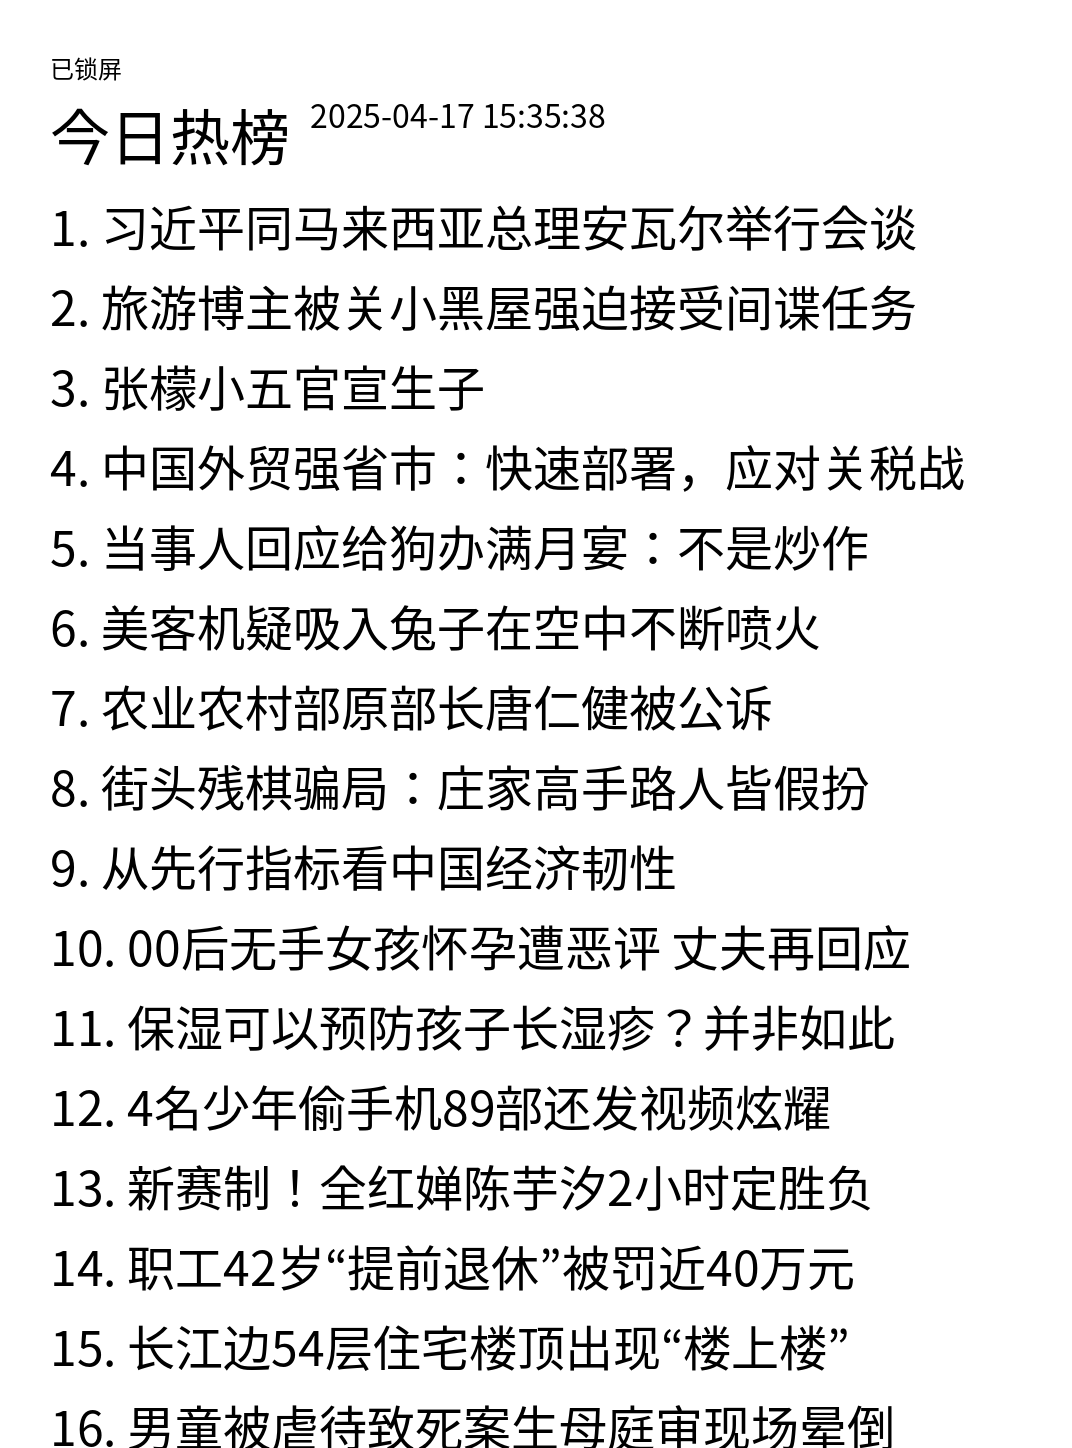 已锁屏
今日热榜 2025-04-17 15:35:38
1. 习近平同马来西亚总理安瓦尔举行会谈
2. 旅游博主被关小黑屋强迫接受间谍任务
3. 张檬小五官宣生子
4. 中国外贸强省市：快速部署，应对关税战
5. 当事人回应给狗办满月宴：不是炒作
6. 美客机疑吸入兔子在空中不断喷火
7. 农业农村部原部长唐仁健被公诉
8. 街头残棋骗局：庄家高手路人皆假扮
9. 从先行指标看中国经济韧性
10. 00后无手女孩怀孕遭恶评 丈夫再回应
11. 保湿可以预防孩子长湿疹？并非如此
12. 4名少年偷手机89部还发视频炫耀
13. 新赛制！全红婵陈芋汐2小时定胜负
14. 职工42岁“提前退休”被罚近40万元
15. 长江边54层住宅楼顶出现“楼上楼”
16. 男童被虐待致死案生母庭审现场晕倒